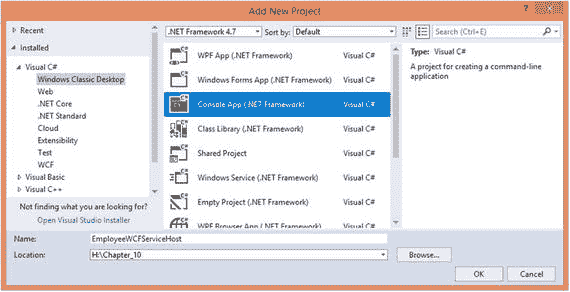 Add New Project
?
Recent
.NET Framework 4.7
Sort by:
Default
Search (Ctrl+E)
Installed
Visual C#
Windows Classic Desktop
Web
.NET Core
.NET Standard
Cloud
Extensibility
Test
WCF
Visual Basic
Visual C++
Not finding what you are looking for?
Open Visual Studio Installer
WPF App (.NET Framework) Visual C#
Windows Forms App (.NET Framework) Visual C#
Console App (.NET Framework) Visual C#
Class Library (.NET Framework) Visual C#
Shared Project Visual C#
Windows Service (.NET Framework) Visual C#
Empty Project (.NET Framework) Visual C#
WPF Browser App (.NET Framework) Visual C#
Type: Visual C#
A project for creating a command-line
application
Name: EmployeeWCFServiceHost
Location: H:\Chapter_10
Browse...
OK
Cancel